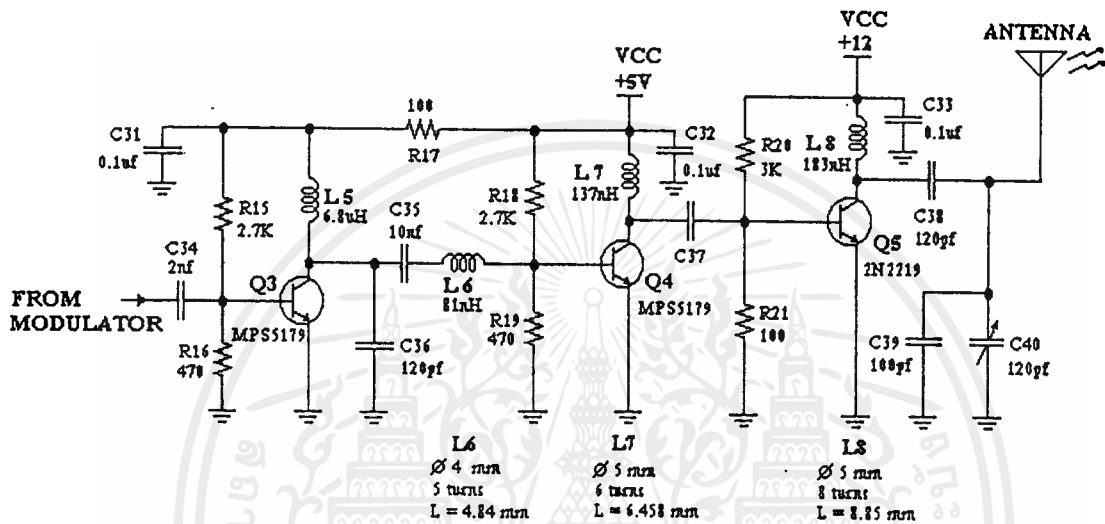 VCC
+12
ANTENNA
VCC
+5V
C31
0.1uf
100
R17
C32
0.1uf
C33
0.1uf
R20
3K
L8
183nH
L7
137nH
R15
2.7K
L5
6.8uH
C35
10nf
R18
2.7K
C34
2nf
Q3
L6
81nH
C37
Q4
Q5
2N2219
C38
120pf
FROM
MODULATOR
MPS5179
MPS5179
R16
470
C36
120pf
R19
470
R21
100
C39
100pf
C40
120pf
L6
Ø 4 mm
5 turns
L = 4.84 mm
L7
Ø 5 mm
6 turns
L = 6.458 mm
L8
Ø 5 mm
8 turns
L = 8.85 mm